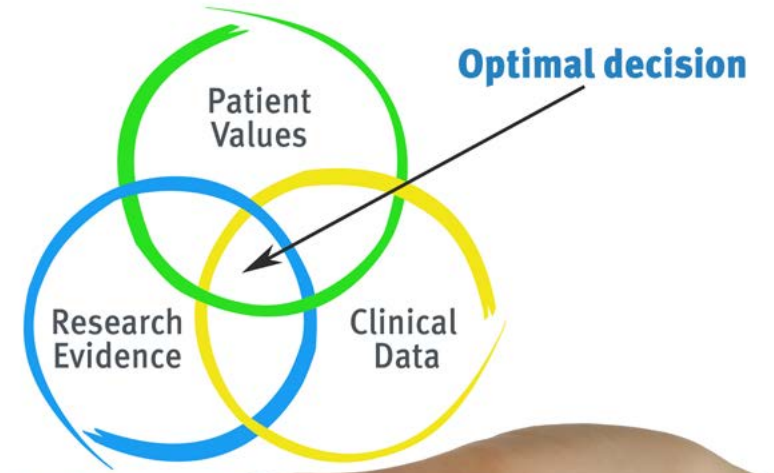 Optimal decision
Patient
Values
Research
Evidence
Clinical
Data